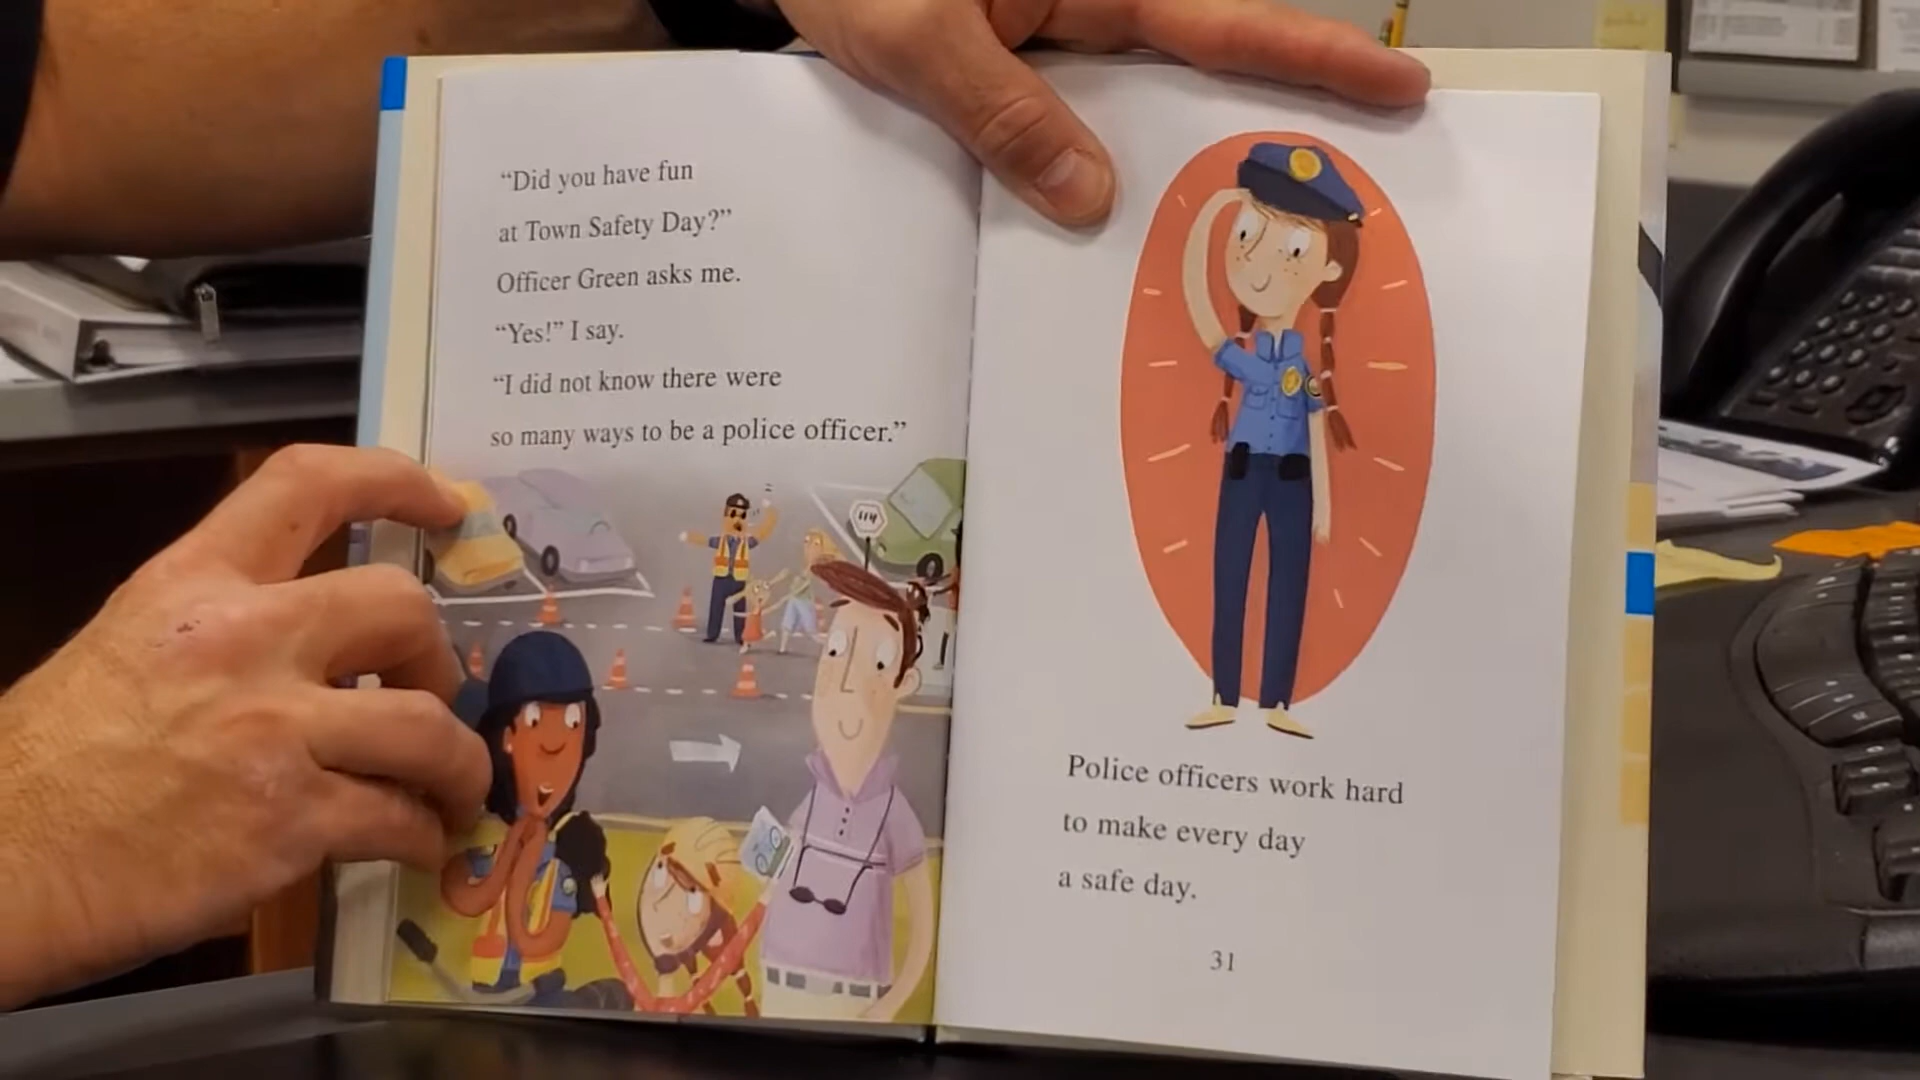 “Did you have fun
at Town Safety Day?”
Officer Green asks me.
“Yes!” I say.
“I did not know there were
so many ways to be a police officer.”
Police officers work hard
to make every day
a safe day.
31